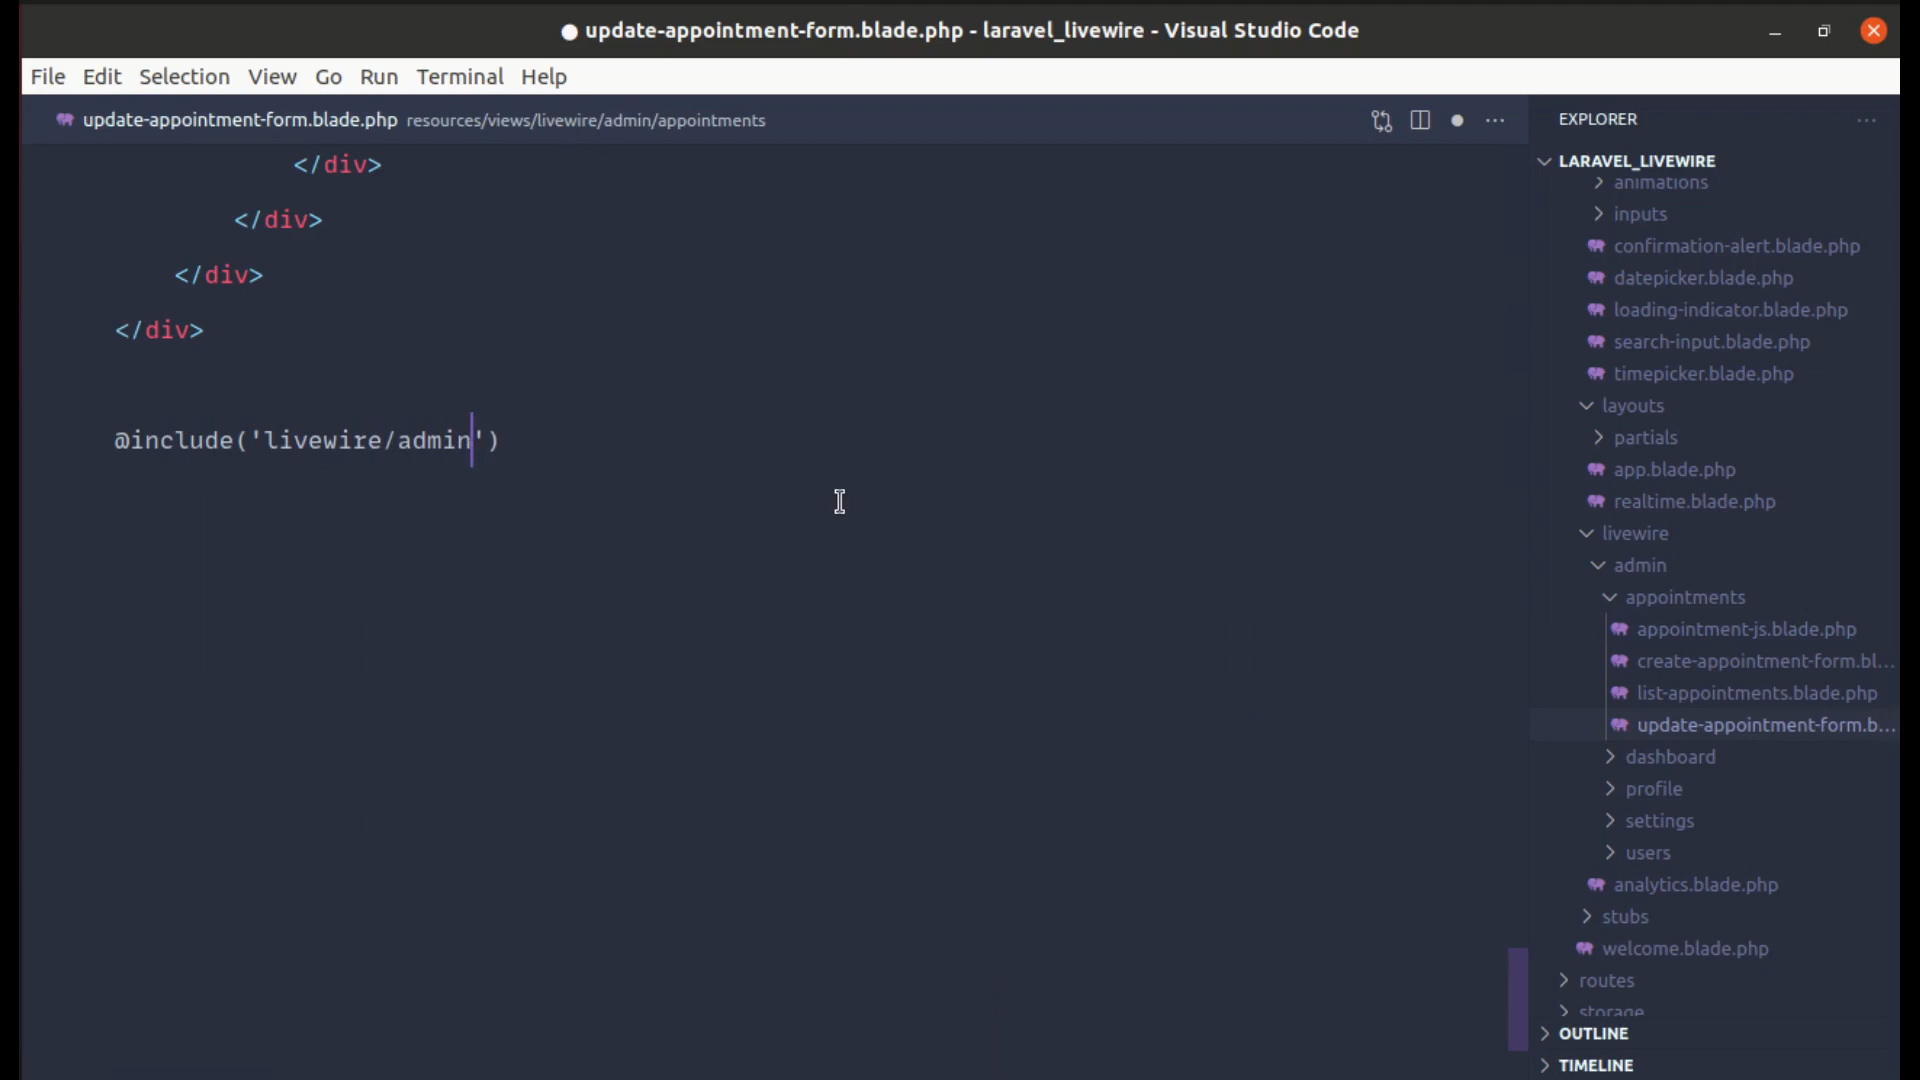 update-appointment-form.blade.php - laravel_livewire - Visual Studio Code
File Edit Selection View Go Run Terminal Help
update-appointment-form.blade.php resources/views/livewire/admin/appointments
</div>
</div>
</div>
</div>
@include('livewire/admin')
EXPLORER
LARAVEL_LIVEWIRE
animations
inputs
confirmation-alert.blade.php
datepicker.blade.php
loading-indicator.blade.php
search-input.blade.php
timepicker.blade.php
layouts
partials
app.blade.php
realtime.blade.php
livewire
admin
appointments
appointment-js.blade.php
create-appointment-form.bl...
list-appointments.blade.php
update-appointment-form.b...
dashboard
profile
settings
users
analytics.blade.php
stubs
welcome.blade.php
routes
storage
OUTLINE
TIMELINE